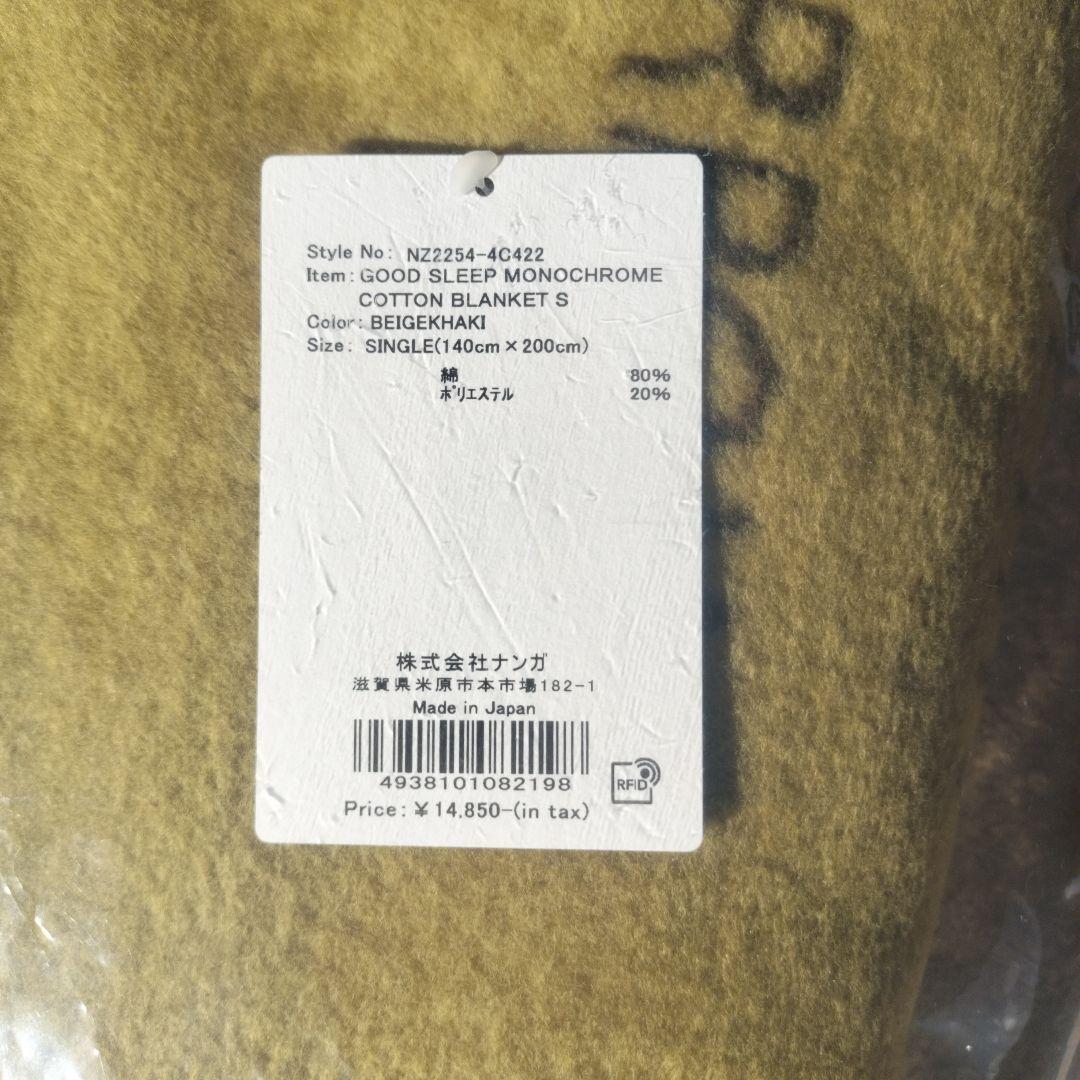 Style No: NZ2254-4C422
Item: GOOD SLEEP MONOCHROME
COTTON BLANKET S
Color: BEIGEKHAKI
Size: SINGLE(140cm×200cm)
綿 80%
ポリエステル 20%
株式会社ナンガ
滋賀県米原市本市場182-1
Made in Japan
4938101082198
RFID
Price: ¥14,850-(in tax)